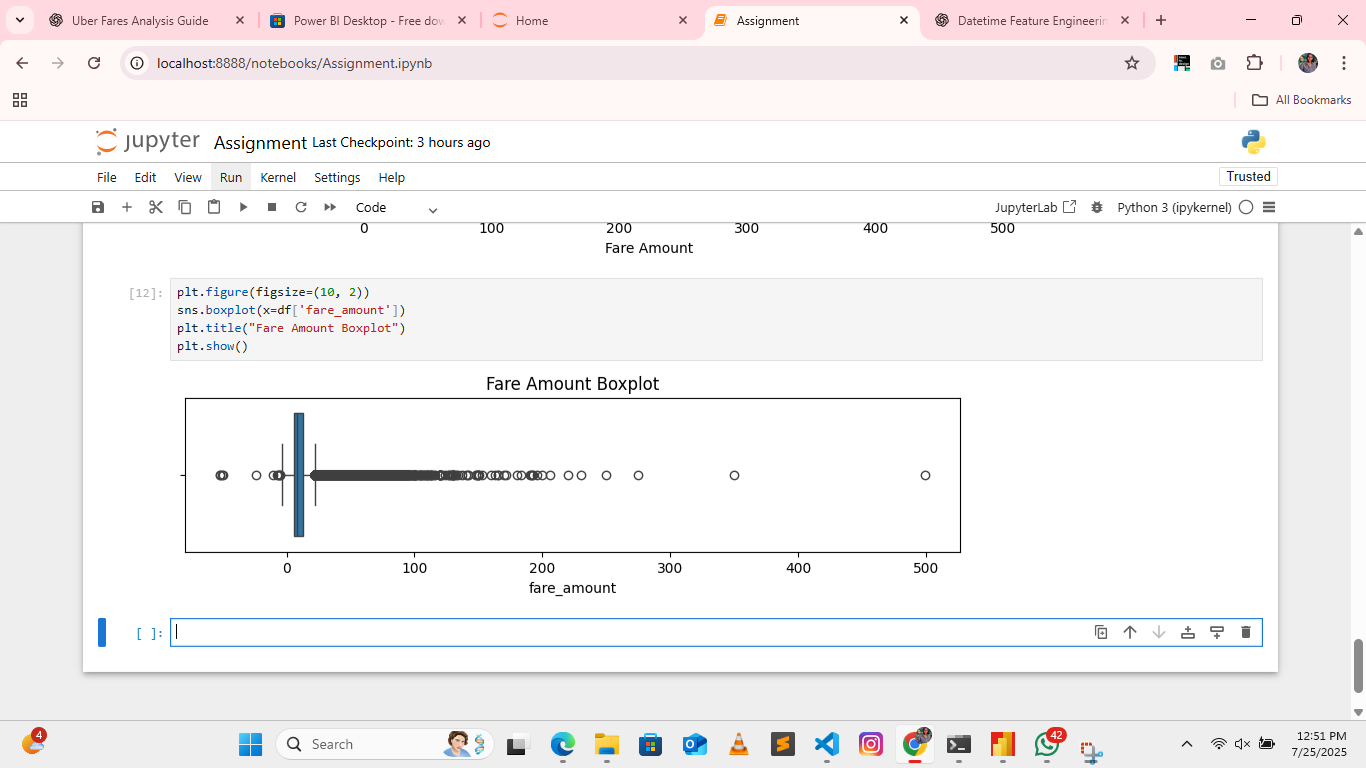 Uber Fares Analysis Guide
Power BI Desktop - Free dow
Home
Assignment
Datetime Feature Engineerin
localhost:8888/notebooks/Assignment.ipynb
All Bookmarks
jupyter Assignment Last Checkpoint: 3 hours ago
File Edit View Run Kernel Settings Help
Trusted
Code
JupyterLab
Python 3 (ipykernel)
0 100 200 300 400 500
Fare Amount
[12]:
plt.figure(figsize=(10, 2))
sns.boxplot(x=df['fare_amount'])
plt.title("Fare Amount Boxplot")
plt.show()
Fare Amount Boxplot
0 100 200 300 400 500
fare_amount
[ ]:
4
Search
42
12:51 PM
7/25/2025